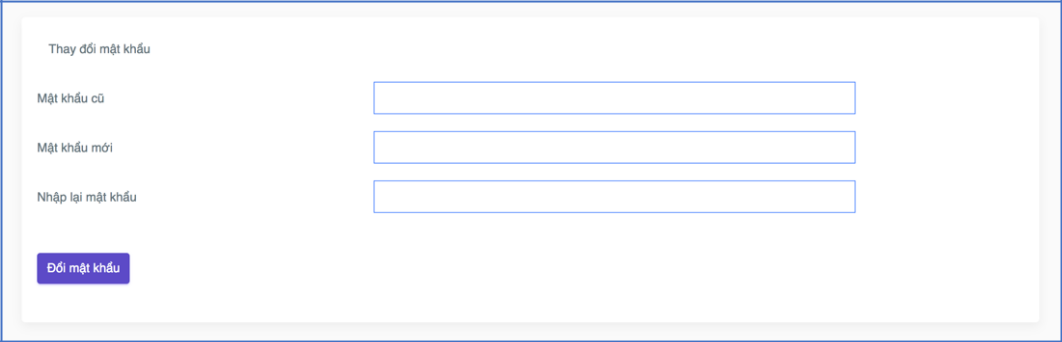 Thay đổi mật khẩu
Mật khẩu cũ
Mật khẩu mới
Nhập lại mật khẩu
Đổi mật khẩu